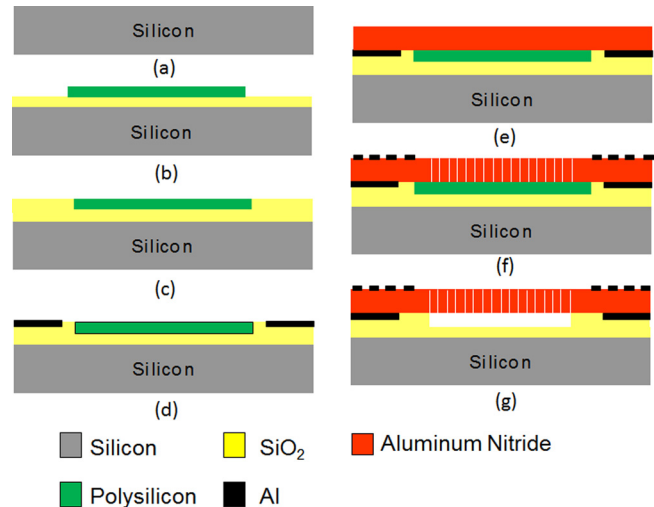 Silicon
(a)
Silicon
(b)
Silicon
(c)
Silicon
(d)
Silicon
(e)
Silicon
(f)
Silicon
(g)
Silicon
SiO₂
Aluminum Nitride
Polysilicon
Al